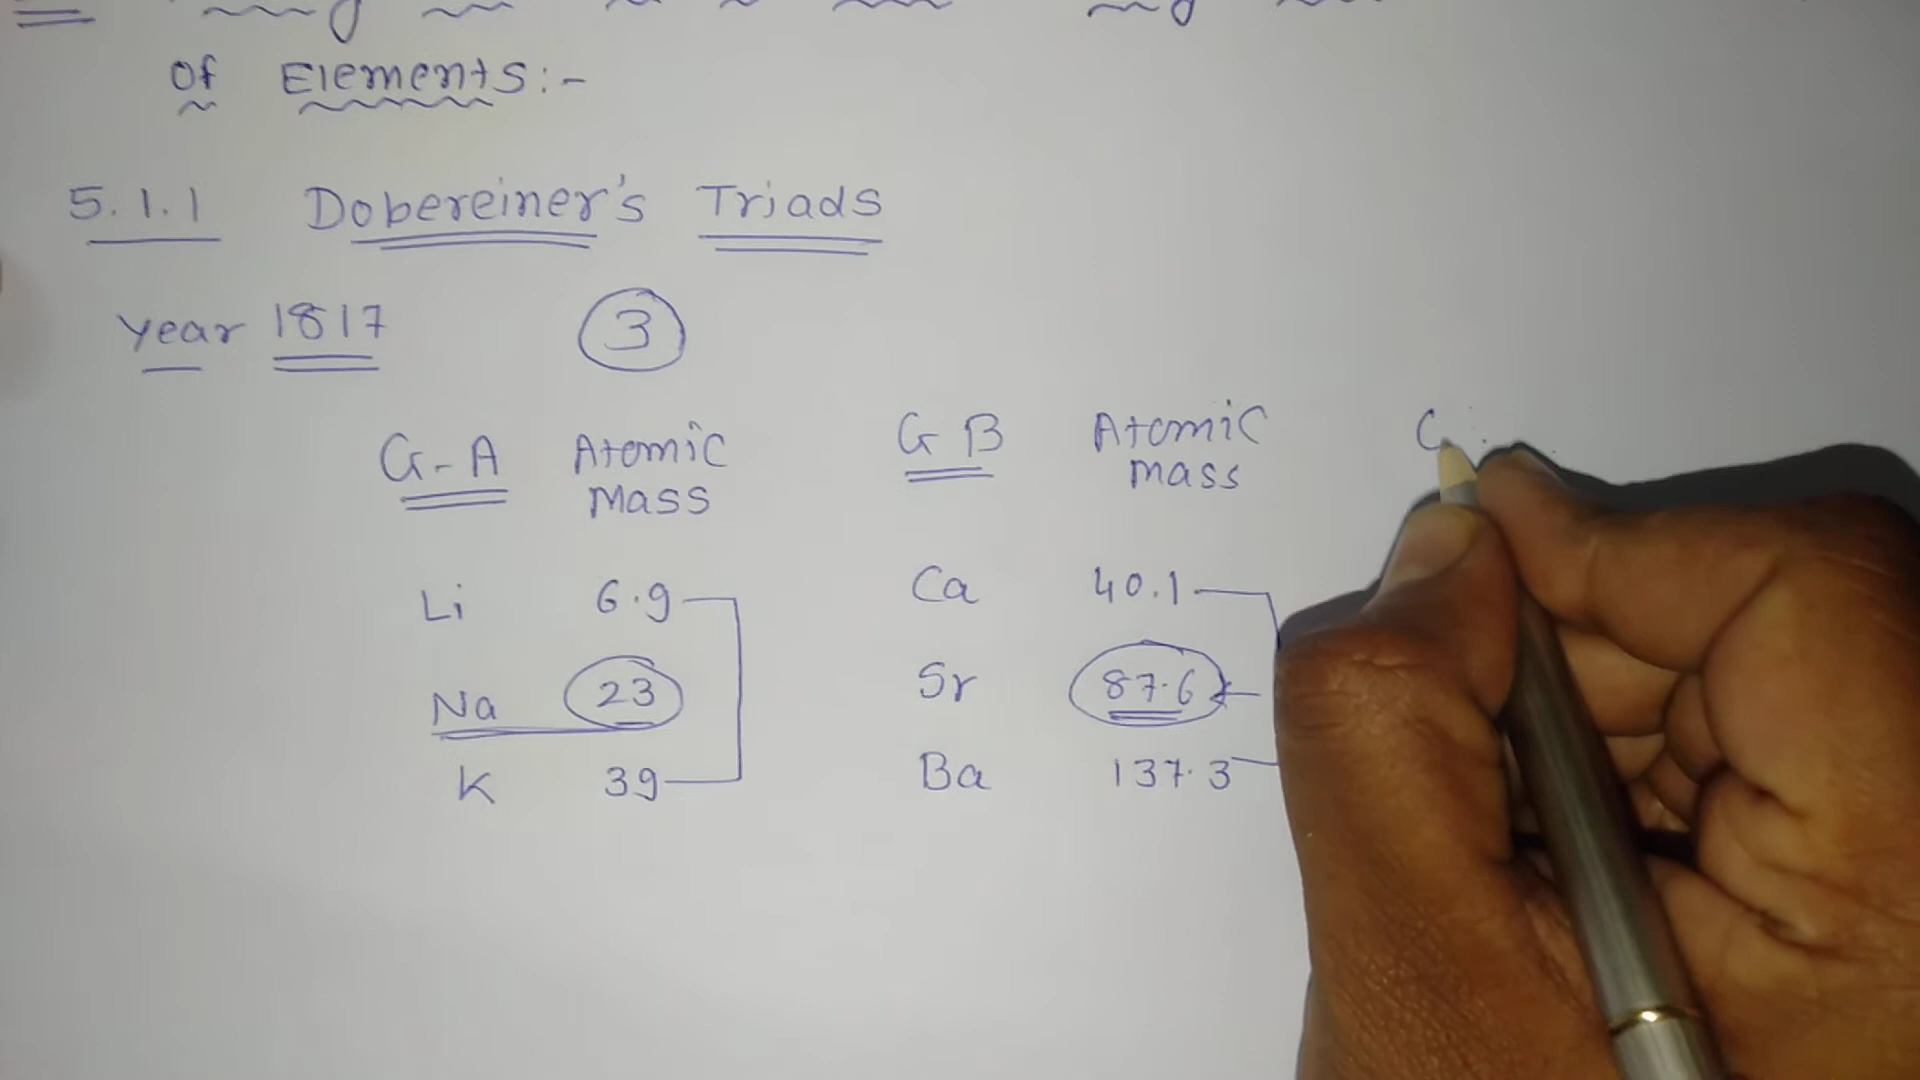 Of Elements:-
5.1.1 Dobereiner's Triads
Year 1817 3
G-A Atomic Mass
G B Atomic mass
G
Li 6.9
Na 23
K 39
Ca 40.1
Sr 87.6
Ba 137.3